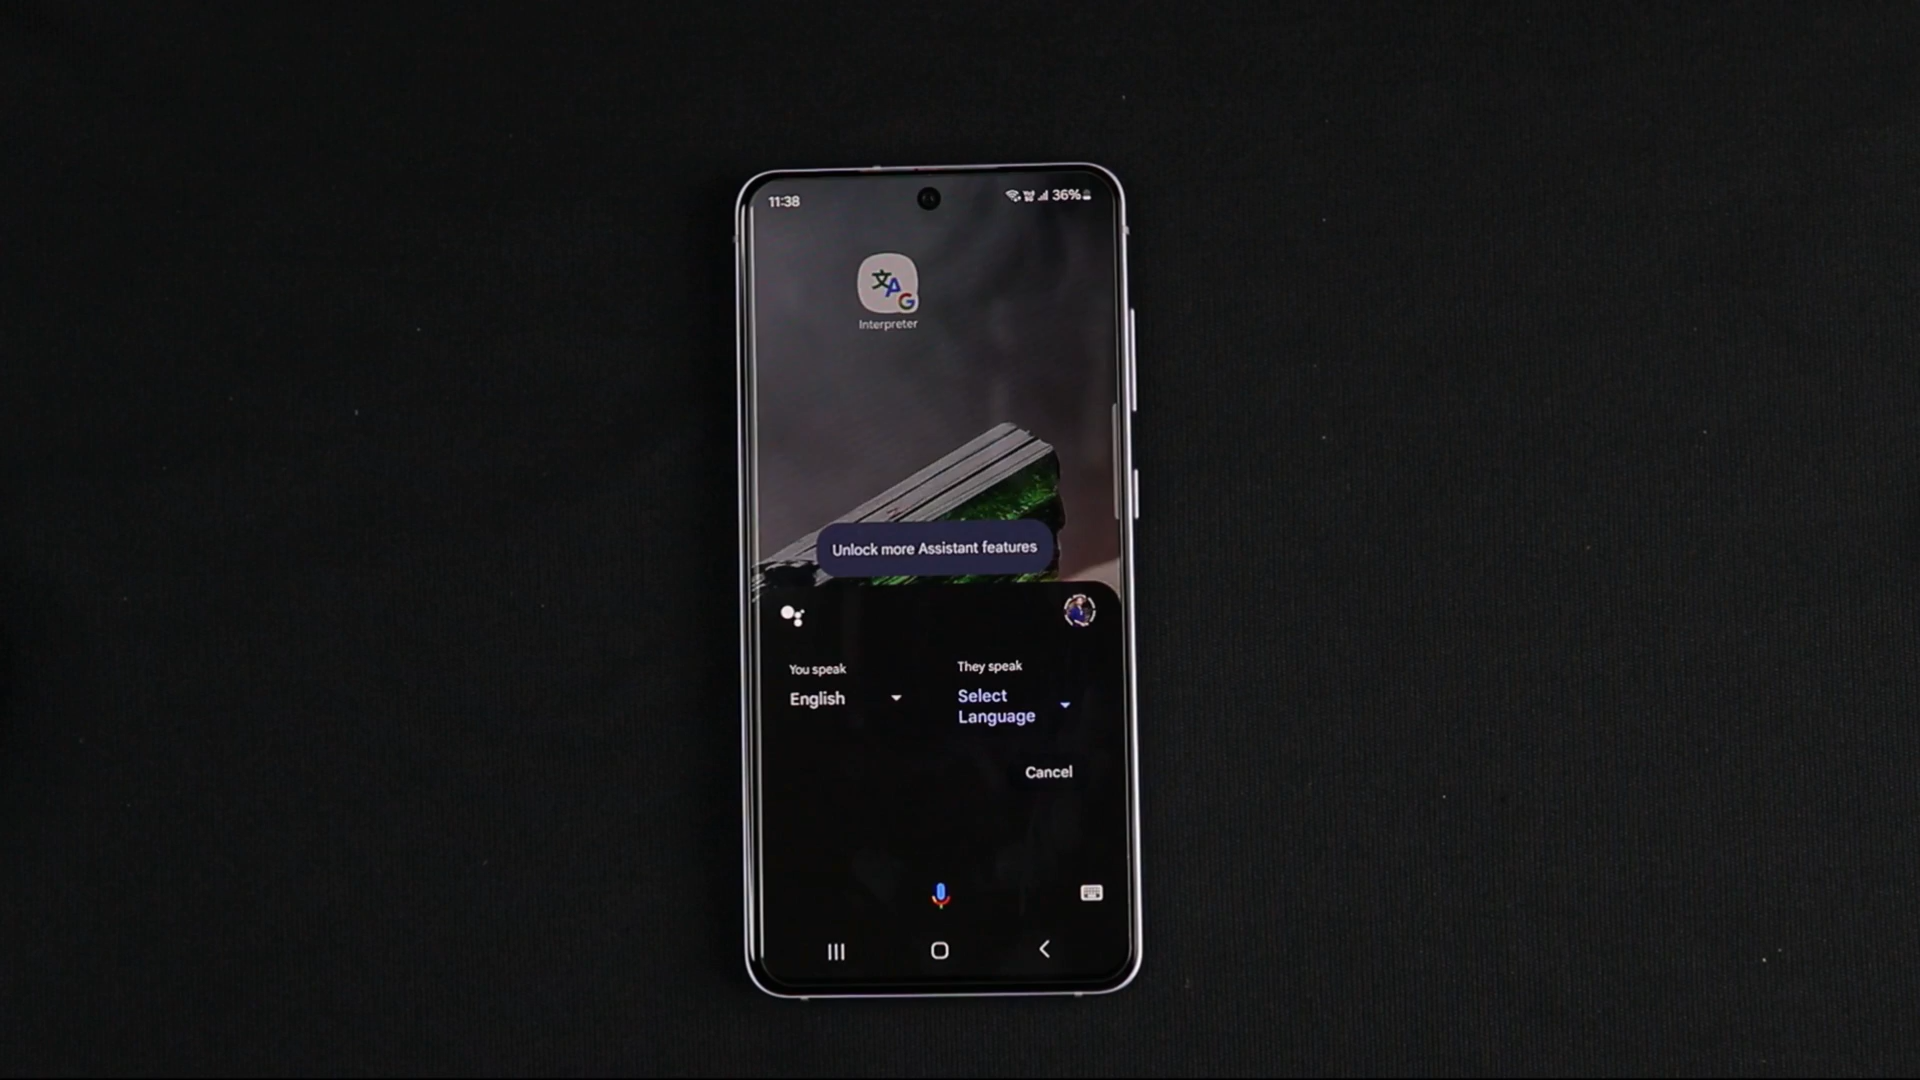 11:38
36%
Interpreter
Unlock more Assistant features
You speak
They speak
English
Select
Language
Cancel